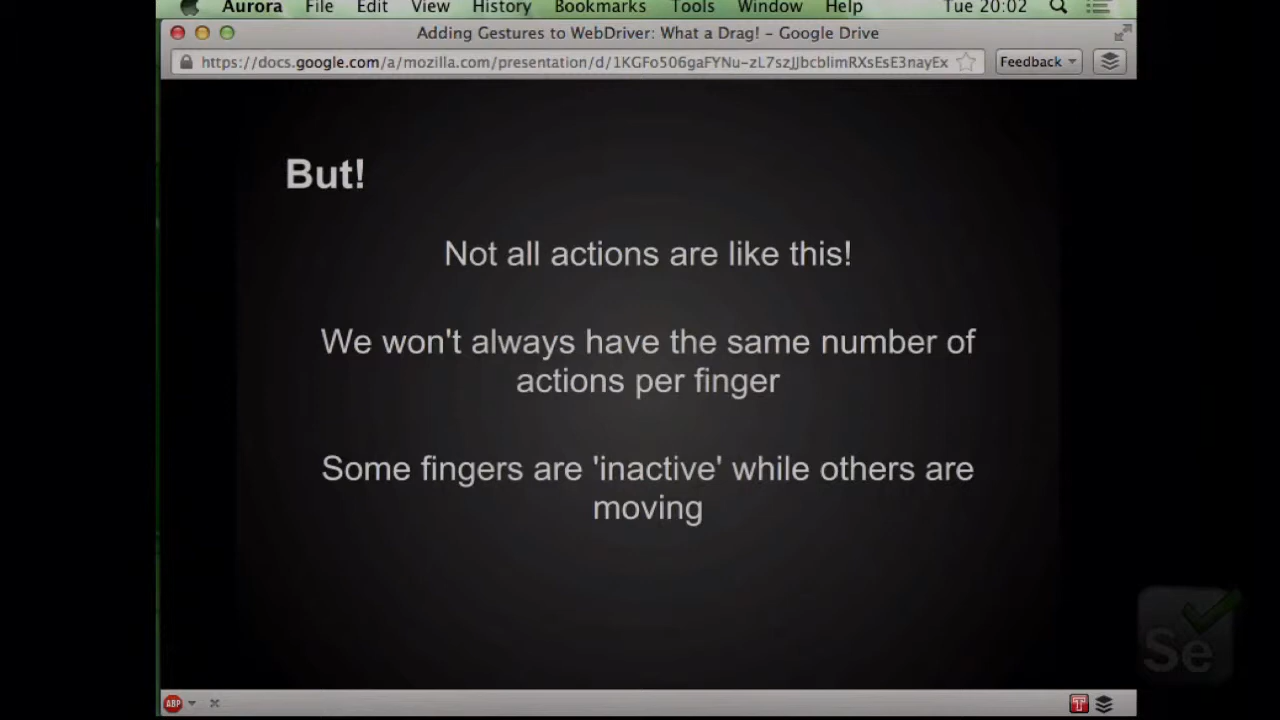 Aurora File Edit View History Bookmarks Tools Window Help Tue 20:02
Adding Gestures to WebDriver: What a Drag! – Google Drive
https://docs.google.com/a/mozilla.com/presentation/d/1KGFo506gaFYNu-zL7szJJbcblimRXsEsE3nayEx Feedback
But!
Not all actions are like this!
We won't always have the same number of
actions per finger
Some fingers are 'inactive' while others are
moving
Se
ABP
T